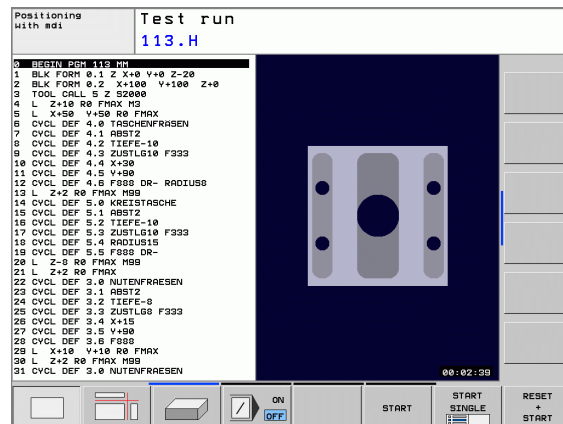 Positioning
with mdi
Test run
113.H
0 BEGIN PGM 113 MM
1 BLK FORM 0.1 Z X+0 Y+0 Z-20
2 BLK FORM 0.2 X+100 Y+100 Z+0
3 TOOL CALL 5 Z S2000
4 L Z+10 R0 FMAX M3
5 L X+50 Y+50 R0 FMAX
6 CYCL DEF 4.0 TASCHENFRASEN
7 CYCL DEF 4.1 ABST2
8 CYCL DEF 4.2 TIEFE-10
9 CYCL DEF 4.3 ZUSTLG10 F333
10 CYCL DEF 4.4 X+30
11 CYCL DEF 4.5 Y+90
12 CYCL DEF 4.6 F888 DR- RADIUS8
13 L Z+2 R0 FMAX M99
14 CYCL DEF 5.0 KREISTASCHE
15 CYCL DEF 5.1 ABST2
16 CYCL DEF 5.2 TIEFE-10
17 CYCL DEF 5.3 ZUSTLG10 F333
18 CYCL DEF 5.4 RADIUS15
19 CYCL DEF 5.5 F888 DR-
20 L Z-8 R0 FMAX M99
21 L Z+2 R0 FMAX
22 CYCL DEF 3.0 NUTENFRAESEN
23 CYCL DEF 3.1 ABST2
24 CYCL DEF 3.2 TIEFE-8
25 CYCL DEF 3.3 ZUSTLG8 F333
26 CYCL DEF 3.4 X+15
27 CYCL DEF 3.5 Y+90
28 CYCL DEF 3.6 F888
29 L X+10 Y+10 R0 FMAX
30 L Z+2 R0 FMAX M99
31 CYCL DEF 3.0 NUTENFRAESEN
00:02:39
ON
OFF
START
START
SINGLE
RESET
+
START